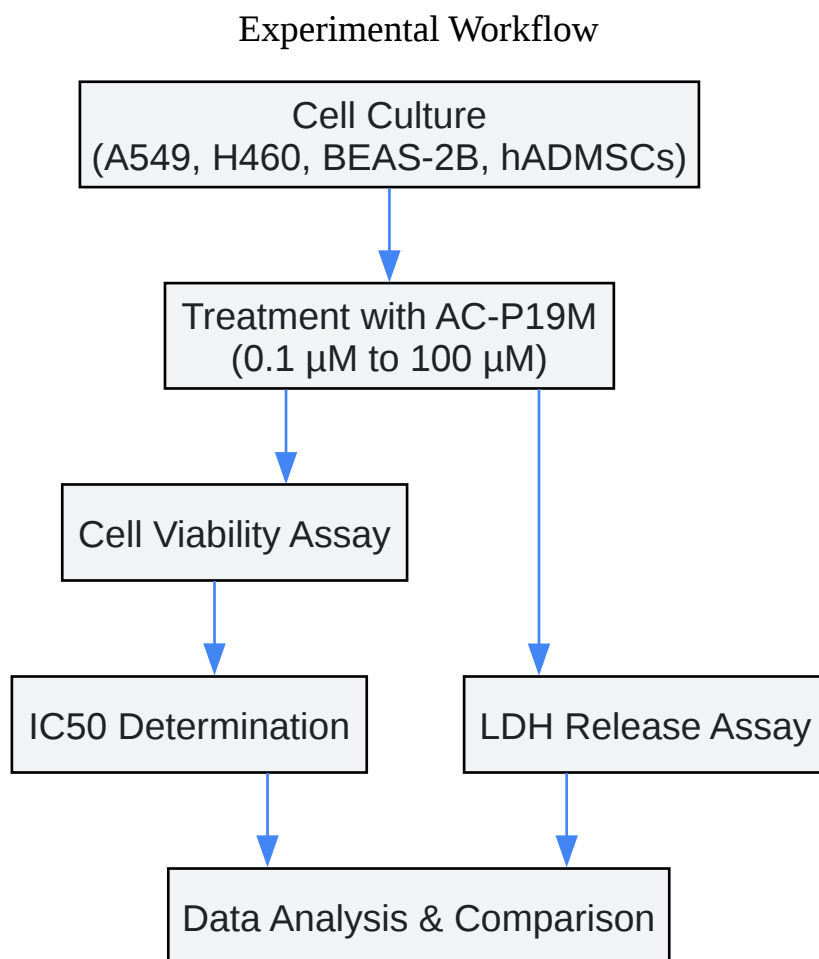 Experimental Workflow
Cell Culture
(A549, H460, BEAS-2B, hADMSCs)
Treatment with AC-P19M
(0.1 µM to 100 µM)
Cell Viability Assay
IC50 Determination
LDH Release Assay
Data Analysis & Comparison